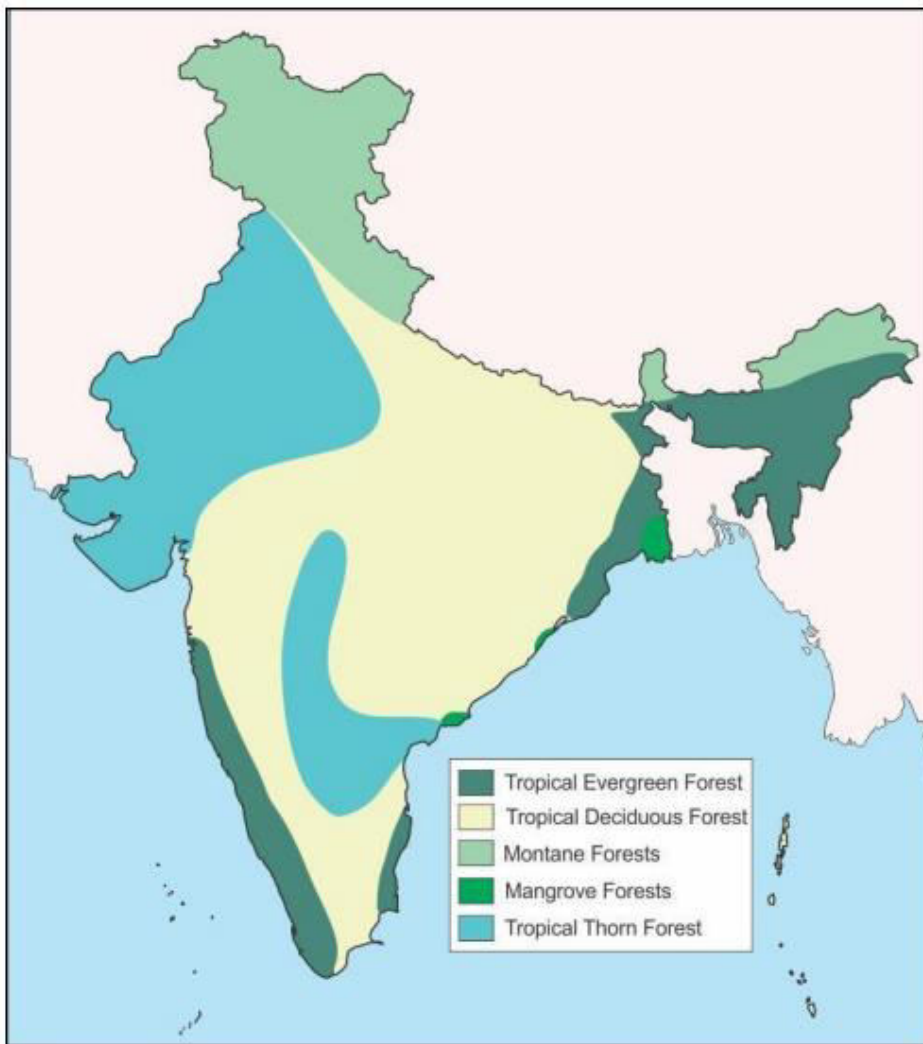 Tropical Evergreen Forest
Tropical Deciduous Forest
Montane Forests
Mangrove Forests
Tropical Thorn Forest